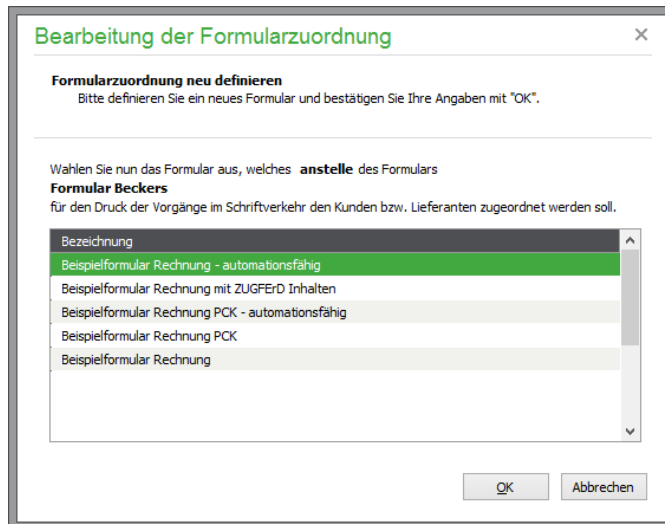 Bearbeitung der Formularzuordnung
Formularzuordnung neu definieren
Bitte definieren Sie ein neues Formular und bestätigen Sie Ihre Angaben mit "OK".
Wahlen Sie nun das Formular aus, welches anstelle des Formulars
Formular Beckers
für den Druck der Vorgänge im Schriftverkehr den Kunden bzw. Lieferanten zugeordnet werden soll.
Bezeichnung
Beispielformular Rechnung - automationsfähig
Beispielformular Rechnung mit ZUGFErD Inhalten
Beispielformular Rechnung PCK - automationsfähig
Beispielformular Rechnung PCK
Beispielformular Rechnung
OK
Abbrechen